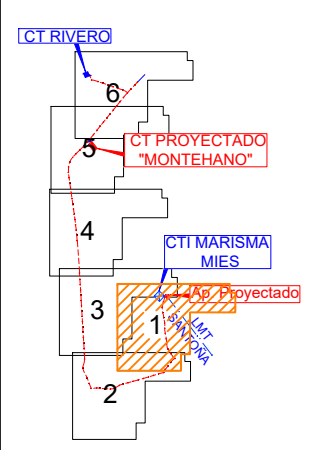 CT RIVERO
6
5
CT PROYECTADO
"MONTEHANO"
4
CTI MARISMA
MIES
Ap. Proyectado
3
1
LMT
SANTOÑA
2